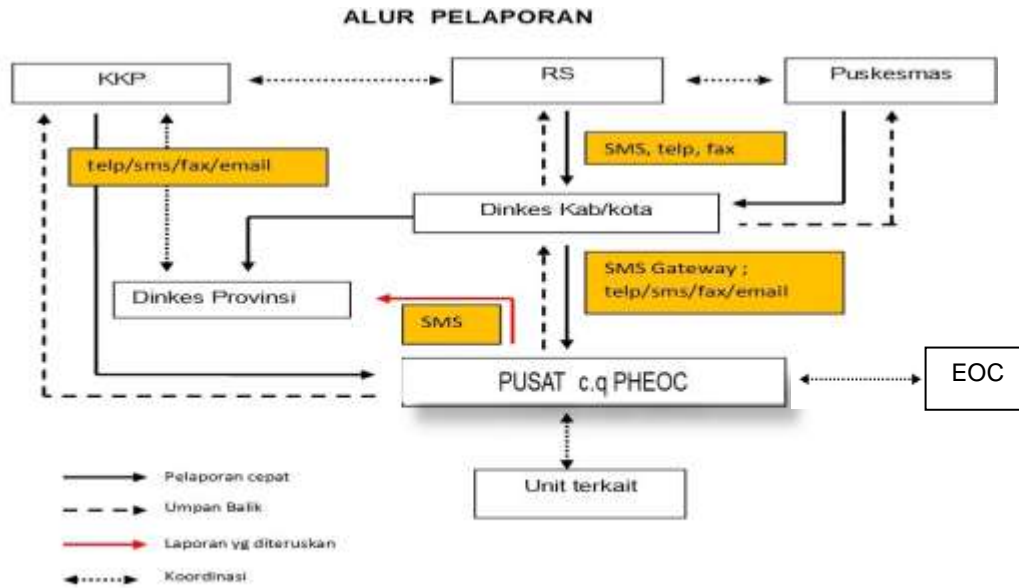 ALUR PELAPORAN
KKP
RS
Puskesmas
telp/sms/fax/email
SMS, telp, fax
Dinkes Kab/kota
SMS Gateway ;
telp/sms/fax/email
Dinkes Provinsi
SMS
PUSAT c.q PHEOC
EOC
Unit terkait
Pelaporan cepat
Umpan Balik
Laporan yg diteruskan
Koordinasi